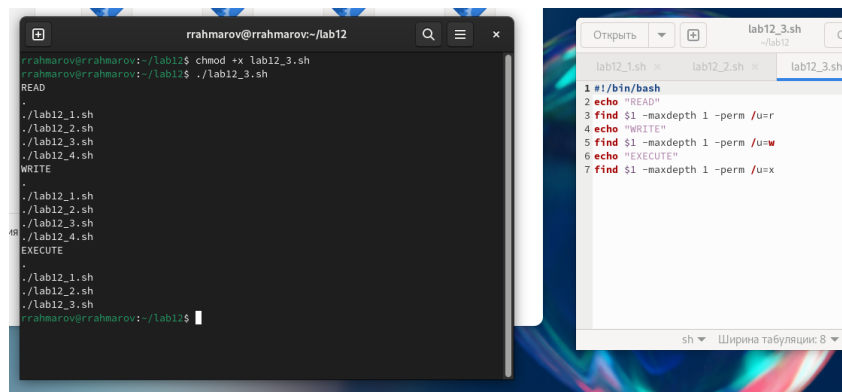 rrahmarov@rrahmarov:~/lab12
rrahmarov@rrahmarov:~/lab12$ chmod +x lab12_3.sh
rrahmarov@rrahmarov:~/lab12$ ./lab12_3.sh
READ
.
./lab12_1.sh
./lab12_2.sh
./lab12_3.sh
./lab12_4.sh
WRITE
.
./lab12_1.sh
./lab12_2.sh
./lab12_3.sh
./lab12_4.sh
EXECUTE
.
./lab12_1.sh
./lab12_2.sh
./lab12_3.sh
rrahmarov@rrahmarov:~/lab12$
Открыть
lab12_3.sh
~/lab12
lab12_1.sh × lab12_2.sh × lab12_3.sh
1 #!/bin/bash
2 echo "READ"
3 find $1 -maxdepth 1 -perm /u=r
4 echo "WRITE"
5 find $1 -maxdepth 1 -perm /u=w
6 echo "EXECUTE"
7 find $1 -maxdepth 1 -perm /u=x
sh Ширина табуляции: 8